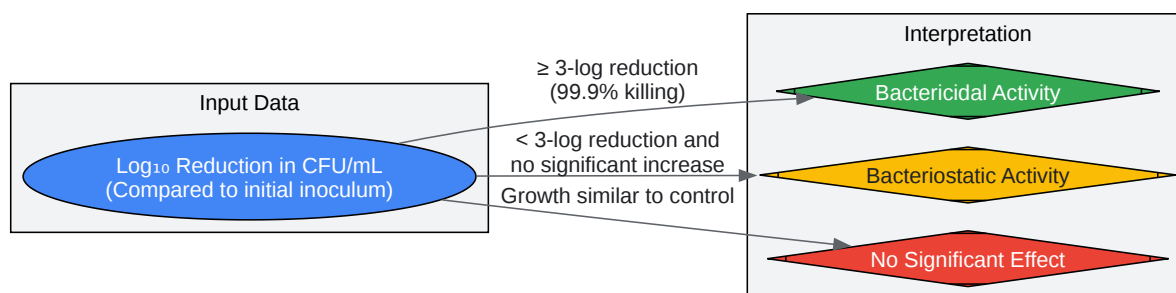 Input Data
Log₁₀ Reduction in CFU/mL
(Compared to initial inoculum)
≥ 3-log reduction
(99.9% killing)
< 3-log reduction and
no significant increase
Growth similar to control
Interpretation
Bactericidal Activity
Bacteriostatic Activity
No Significant Effect